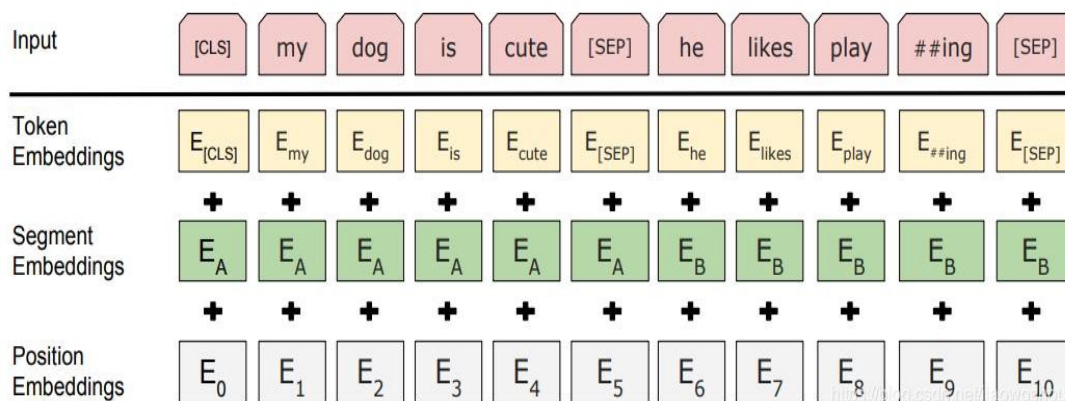 Input [CLS] my dog is cute [SEP] he likes play ##ing [SEP]
Token
Embeddings
E[CLS] Emy Edog Eis Ecute E[SEP] Ehe Elikes Eplay E##ing E[SEP]
+ + + + + + + + + + +
Segment
Embeddings
EA EA EA EA EA EA EB EB EB EB EB
+ + + + + + + + + + +
Position
Embeddings
E0 E1 E2 E3 E4 E5 E6 E7 E8 E9 E10